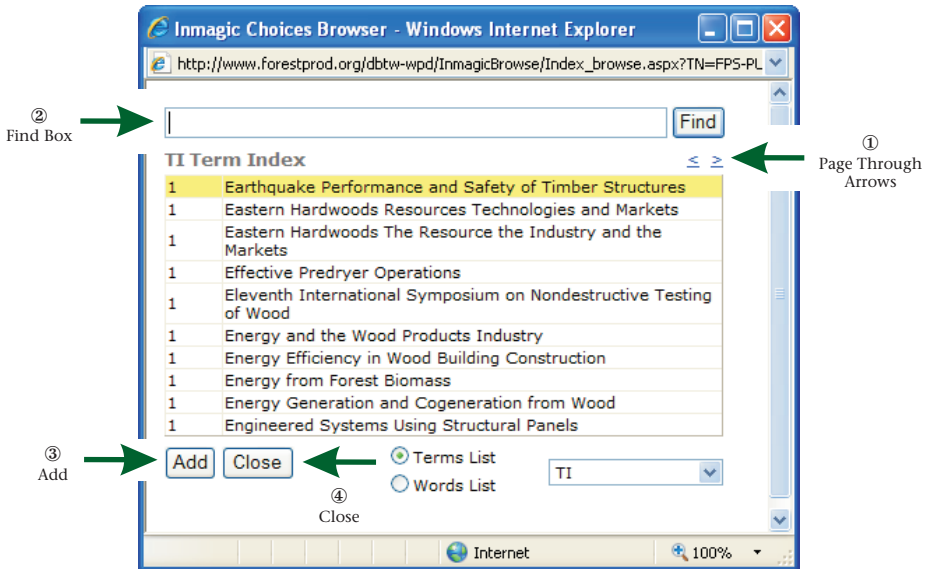 Inmagic Choices Browser - Windows Internet Explorer
http://www.forestprod.org/dbtw-wpd/InmagicBrowse/Index_browse.aspx?TN=FPS-PU
②
Find Box
Find
TI Term Index
< >
①
Page Through
Arrows
1 Earthquake Performance and Safety of Timber Structures
1 Eastern Hardwoods Resources Technologies and Markets
1 Eastern Hardwoods The Resource the Industry and the
Markets
1 Effective Predryer Operations
1 Eleventh International Symposium on Nondestructive Testing
of Wood
1 Energy and the Wood Products Industry
1 Energy Efficiency in Wood Building Construction
1 Energy from Forest Biomass
1 Energy Generation and Cogeneration from Wood
1 Engineered Systems Using Structural Panels
③
Add
Add Close
④
Close
Terms List
Words List
TI
Internet 100%